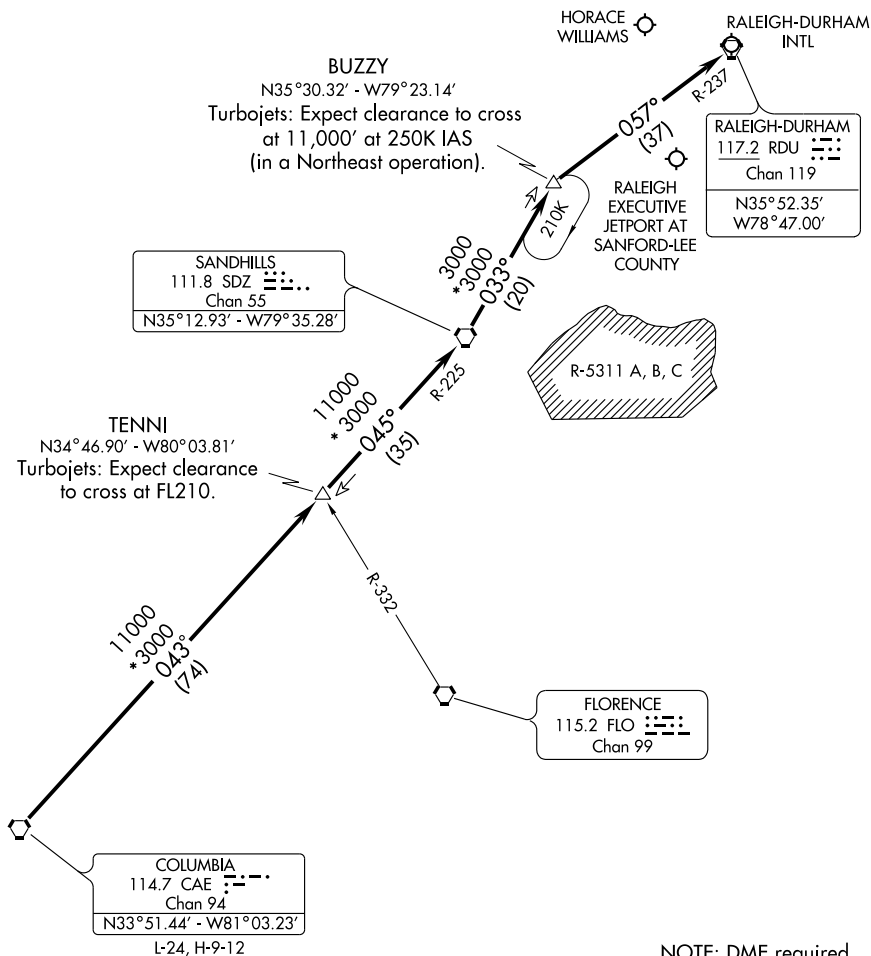 HORACE
WILLIAMS
RALEIGH-DURHAM
INTL
BUZZY
N35°30.32' - W79°23.14'
Turbojets: Expect clearance to cross
at 11,000' at 250K IAS
(in a Northeast operation).
R-237
057°
(37)
RALEIGH-DURHAM
117.2 RDU
Chan 119
N35°52.35'
W78°47.00'
RALEIGH
EXECUTIVE
JETPORT AT
SANFORD-LEE
COUNTY
210K
SANDHILLS
111.8 SDZ
Chan 55
N35°12.93' - W79°35.28'
3000
*3000
033°
(20)
R-5311 A, B, C
R-225
11000
* 3000
045°
(35)
TENNI
N34°46.90' - W80°03.81'
Turbojets: Expect clearance
to cross at FL210.
R-332
11000
*3000
043°
(74)
FLORENCE
115.2 FLO
Chan 99
COLUMBIA
114.7 CAE
Chan 94
N33°51.44' - W81°03.23'
L-24, H-9-12
NOTE: DME required.